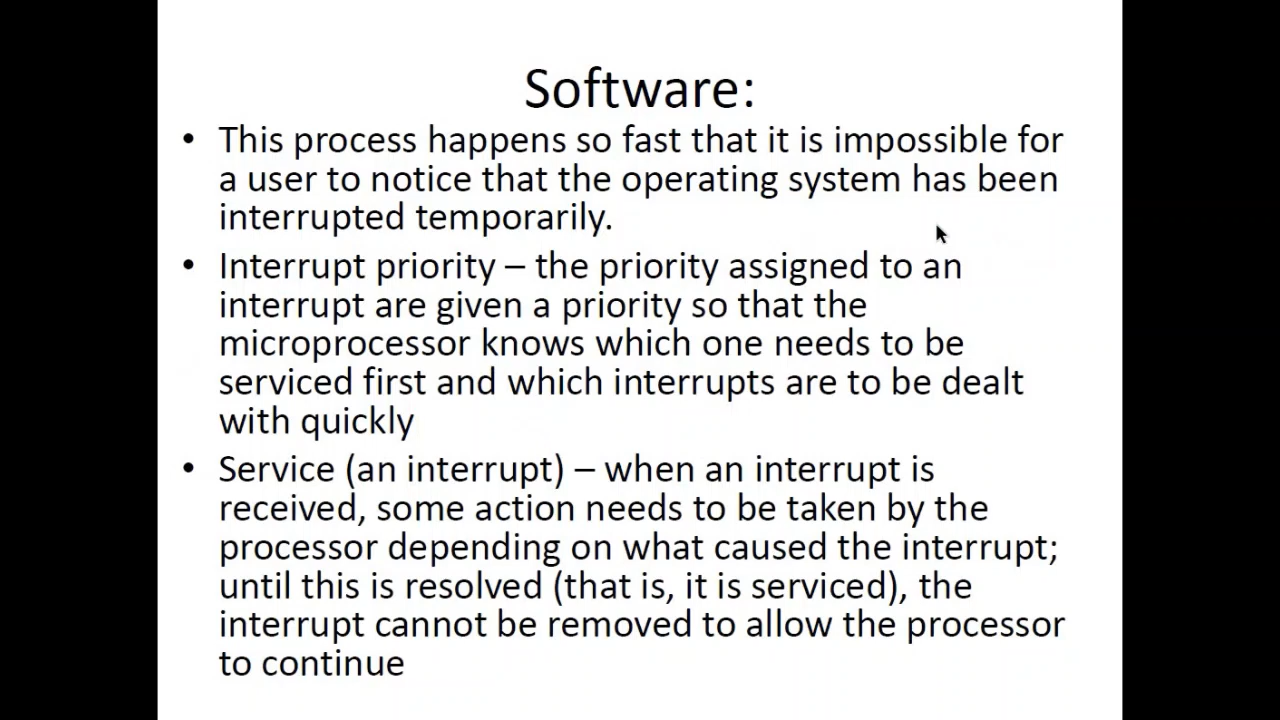 Software:
• This process happens so fast that it is impossible for
a user to notice that the operating system has been
interrupted temporarily.
• Interrupt priority – the priority assigned to an
interrupt are given a priority so that the
microprocessor knows which one needs to be
serviced first and which interrupts are to be dealt
with quickly
• Service (an interrupt) – when an interrupt is
received, some action needs to be taken by the
processor depending on what caused the interrupt;
until this is resolved (that is, it is serviced), the
interrupt cannot be removed to allow the processor
to continue